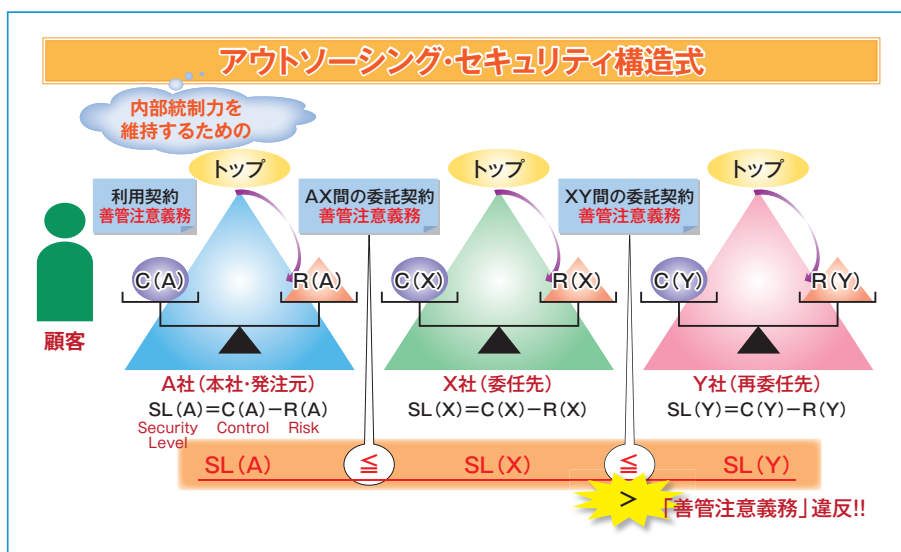 アウトソーシング・セキュリティ構造式
内部統制力を
維持するための
トップ
トップ
トップ
利用契約
善管注意義務
AX間の委託契約
善管注意義務
XY間の委託契約
善管注意義務
C(A)
R(A)
C(X)
R(X)
C(Y)
R(Y)
顧客
A社(本社・発注元)
X社(委任先)
Y社(再委任先)
SL(A)=C(A)−R(A)
SL(X)=C(X)−R(X)
SL(Y)=C(Y)−R(Y)
Security
Level
Control
Risk
SL(A)
≦
SL(X)
≦
SL(Y)
>
「善管注意義務」違反!!